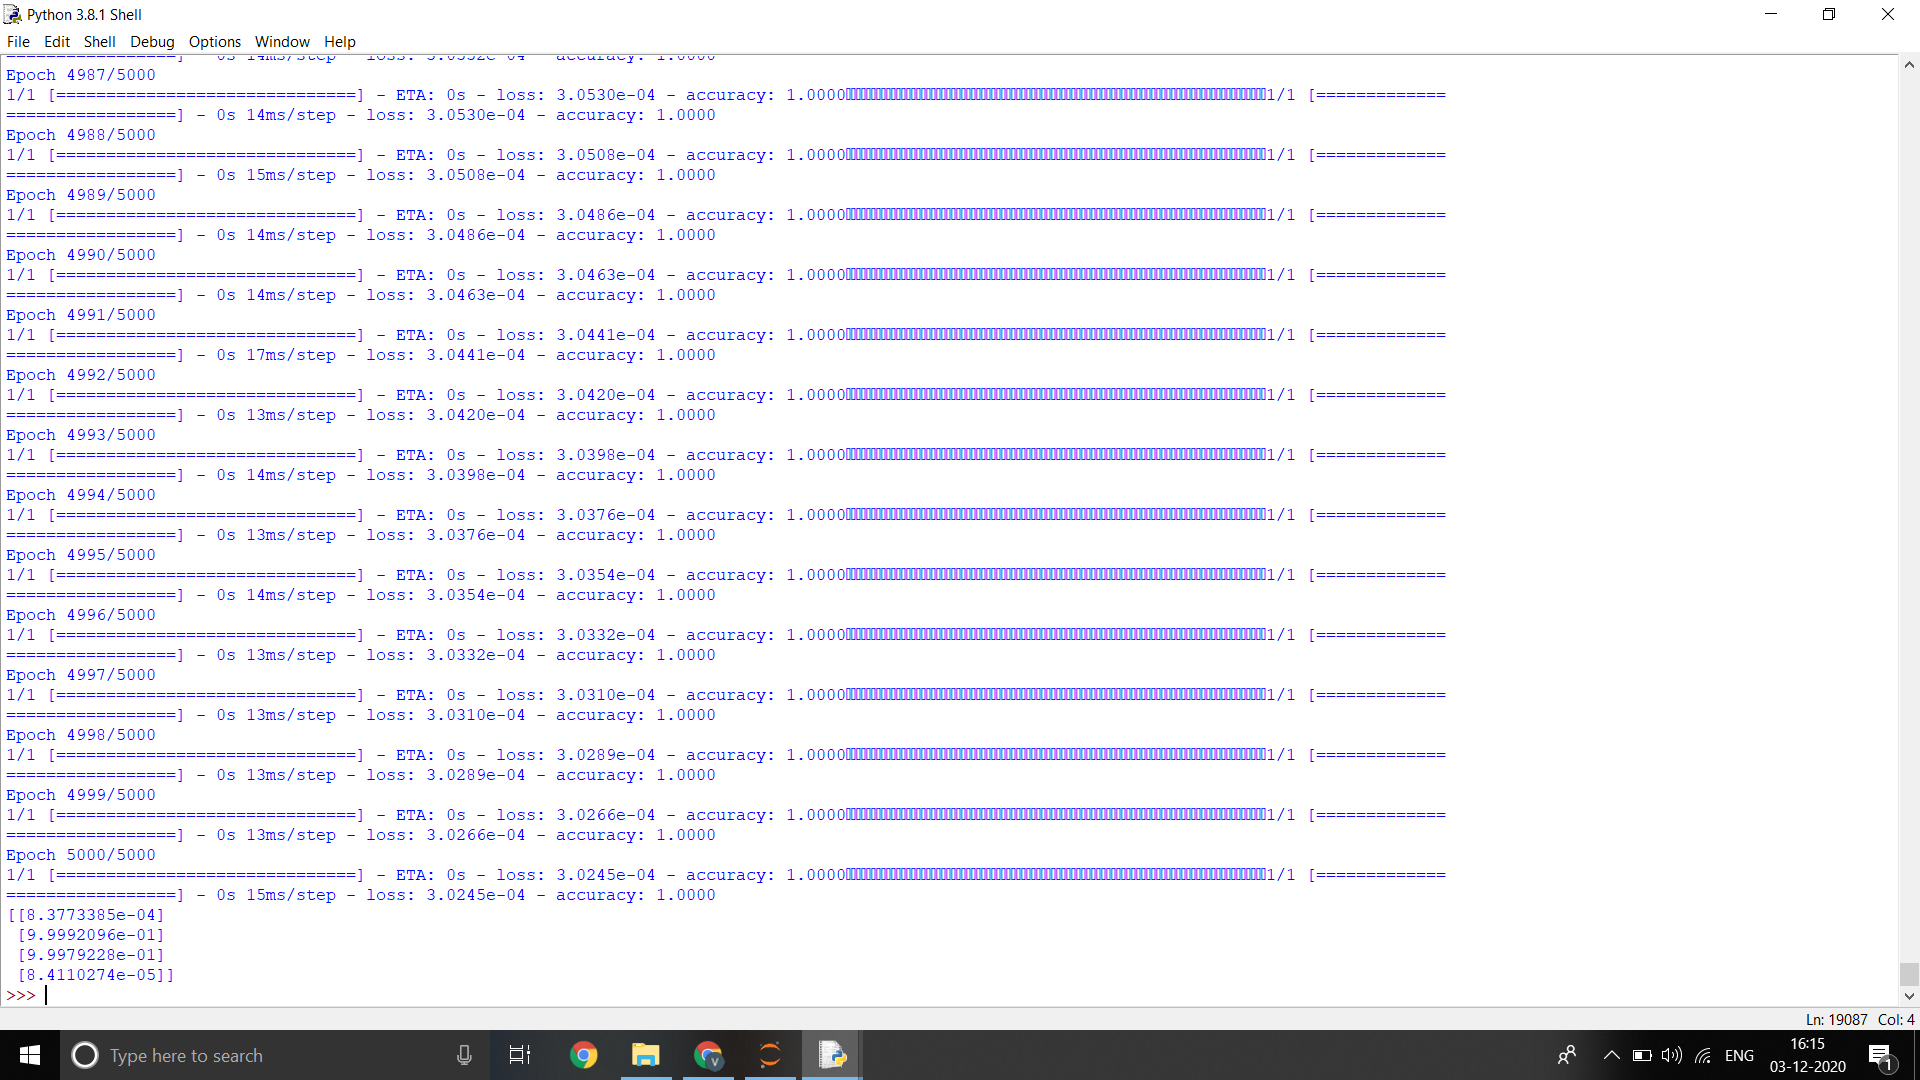 Python 3.8.1 Shell
File Edit Shell Debug Options Window Help
=================] - 0s 14ms/step - loss: 3.0552e-04 - accuracy: 1.0000
Epoch 4987/5000
1/1 [==============================] - ETA: 0s - loss: 3.0530e-04 - accuracy: 1.0000 1/1 [=============
=================] - 0s 14ms/step - loss: 3.0530e-04 - accuracy: 1.0000
Epoch 4988/5000
1/1 [==============================] - ETA: 0s - loss: 3.0508e-04 - accuracy: 1.0000 1/1 [=============
=================] - 0s 15ms/step - loss: 3.0508e-04 - accuracy: 1.0000
Epoch 4989/5000
1/1 [==============================] - ETA: 0s - loss: 3.0486e-04 - accuracy: 1.0000 1/1 [=============
=================] - 0s 14ms/step - loss: 3.0486e-04 - accuracy: 1.0000
Epoch 4990/5000
1/1 [==============================] - ETA: 0s - loss: 3.0463e-04 - accuracy: 1.0000 1/1 [=============
=================] - 0s 14ms/step - loss: 3.0463e-04 - accuracy: 1.0000
Epoch 4991/5000
1/1 [==============================] - ETA: 0s - loss: 3.0441e-04 - accuracy: 1.0000 1/1 [=============
=================] - 0s 17ms/step - loss: 3.0441e-04 - accuracy: 1.0000
Epoch 4992/5000
1/1 [==============================] - ETA: 0s - loss: 3.0420e-04 - accuracy: 1.0000 1/1 [=============
=================] - 0s 13ms/step - loss: 3.0420e-04 - accuracy: 1.0000
Epoch 4993/5000
1/1 [==============================] - ETA: 0s - loss: 3.0398e-04 - accuracy: 1.0000 1/1 [=============
=================] - 0s 14ms/step - loss: 3.0398e-04 - accuracy: 1.0000
Epoch 4994/5000
1/1 [==============================] - ETA: 0s - loss: 3.0376e-04 - accuracy: 1.0000 1/1 [=============
=================] - 0s 13ms/step - loss: 3.0376e-04 - accuracy: 1.0000
Epoch 4995/5000
1/1 [==============================] - ETA: 0s - loss: 3.0354e-04 - accuracy: 1.0000 1/1 [=============
=================] - 0s 14ms/step - loss: 3.0354e-04 - accuracy: 1.0000
Epoch 4996/5000
1/1 [==============================] - ETA: 0s - loss: 3.0332e-04 - accuracy: 1.0000 1/1 [=============
=================] - 0s 13ms/step - loss: 3.0332e-04 - accuracy: 1.0000
Epoch 4997/5000
1/1 [==============================] - ETA: 0s - loss: 3.0310e-04 - accuracy: 1.0000 1/1 [=============
=================] - 0s 13ms/step - loss: 3.0310e-04 - accuracy: 1.0000
Epoch 4998/5000
1/1 [==============================] - ETA: 0s - loss: 3.0289e-04 - accuracy: 1.0000 1/1 [=============
=================] - 0s 13ms/step - loss: 3.0289e-04 - accuracy: 1.0000
Epoch 4999/5000
1/1 [==============================] - ETA: 0s - loss: 3.0266e-04 - accuracy: 1.0000 1/1 [=============
=================] - 0s 13ms/step - loss: 3.0266e-04 - accuracy: 1.0000
Epoch 5000/5000
1/1 [==============================] - ETA: 0s - loss: 3.0245e-04 - accuracy: 1.0000 1/1 [=============
=================] - 0s 15ms/step - loss: 3.0245e-04 - accuracy: 1.0000
[[8.3773385e-04]
[9.9992096e-01]
[9.9979228e-01]
[8.4110274e-05]]
>>>
Ln: 19087 Col: 4
Type here to search
V
ENG
16:15
03-12-2020
1